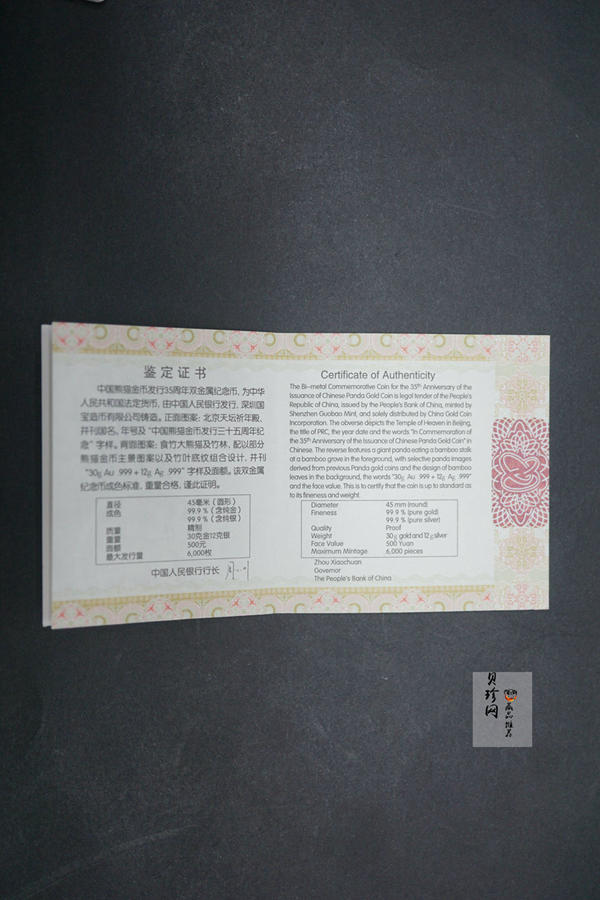 鉴定证书
中国熊猫金币发行35周年双金属纪念币, 为中华
人民共和国法定货币, 由中国人民银行发行, 深圳国
宝造币有限公司铸造。正面图案: 北京天坛祈年殿,
并刊国名、年号及“中国熊猫金币发行三十五周年纪
念”字样。背面图案: 食竹大熊猫及竹林, 配以部分
熊猫金币主景图案以及竹叶底纹组合设计, 并刊
“30g Au 999 + 12g Ag 999”字样及面额。该双金属
纪念币成色标准, 重量合格, 谨此证明。
直径 45毫米 (圆形)
成色 99.9% (含纯金)
99.9% (含纯银)
质量 精制
重量 30克金12克银
面额 500元
最大发行量 6,000枚
中国人民银行行长
Certificate of Authenticity
The Bi-metal Commemorative Coin for the 35th Anniversary of the
Issuance of Chinese Panda Gold Coin is legal tender of the People's
Republic of China, issued by the People's Bank of China, minted by
Shenzhen Guobao Mint, and solely distributed by China Gold Coin
Incorporation. The obverse depicts the Temple of Heaven in Beijing,
the title of PRC, the year date and the words "In Commemoration of
the 35th Anniversary of the Issuance of Chinese Panda Gold Coin" in
Chinese. The reverse features a giant panda eating a bamboo stalk
at a bamboo grove in the foreground, with selective panda images
derived from previous Panda gold coins and the design of bamboo
leaves in the background, the words "30g Au 999 + 12g Ag 999"
and the face value. This is to certify that the coin is up to standard as
to its fineness and weight.
Diameter 45 mm (round)
Fineness 99.9 % (pure gold)
99.9 % (pure silver)
Quality Proof
Weight 30 g gold and 12 g silver
Face Value 500 Yuan
Maximum Mintage 6,000 pieces
Zhou Xiaochuan
Governor
The People's Bank of China
贝珍网
藏品推荐